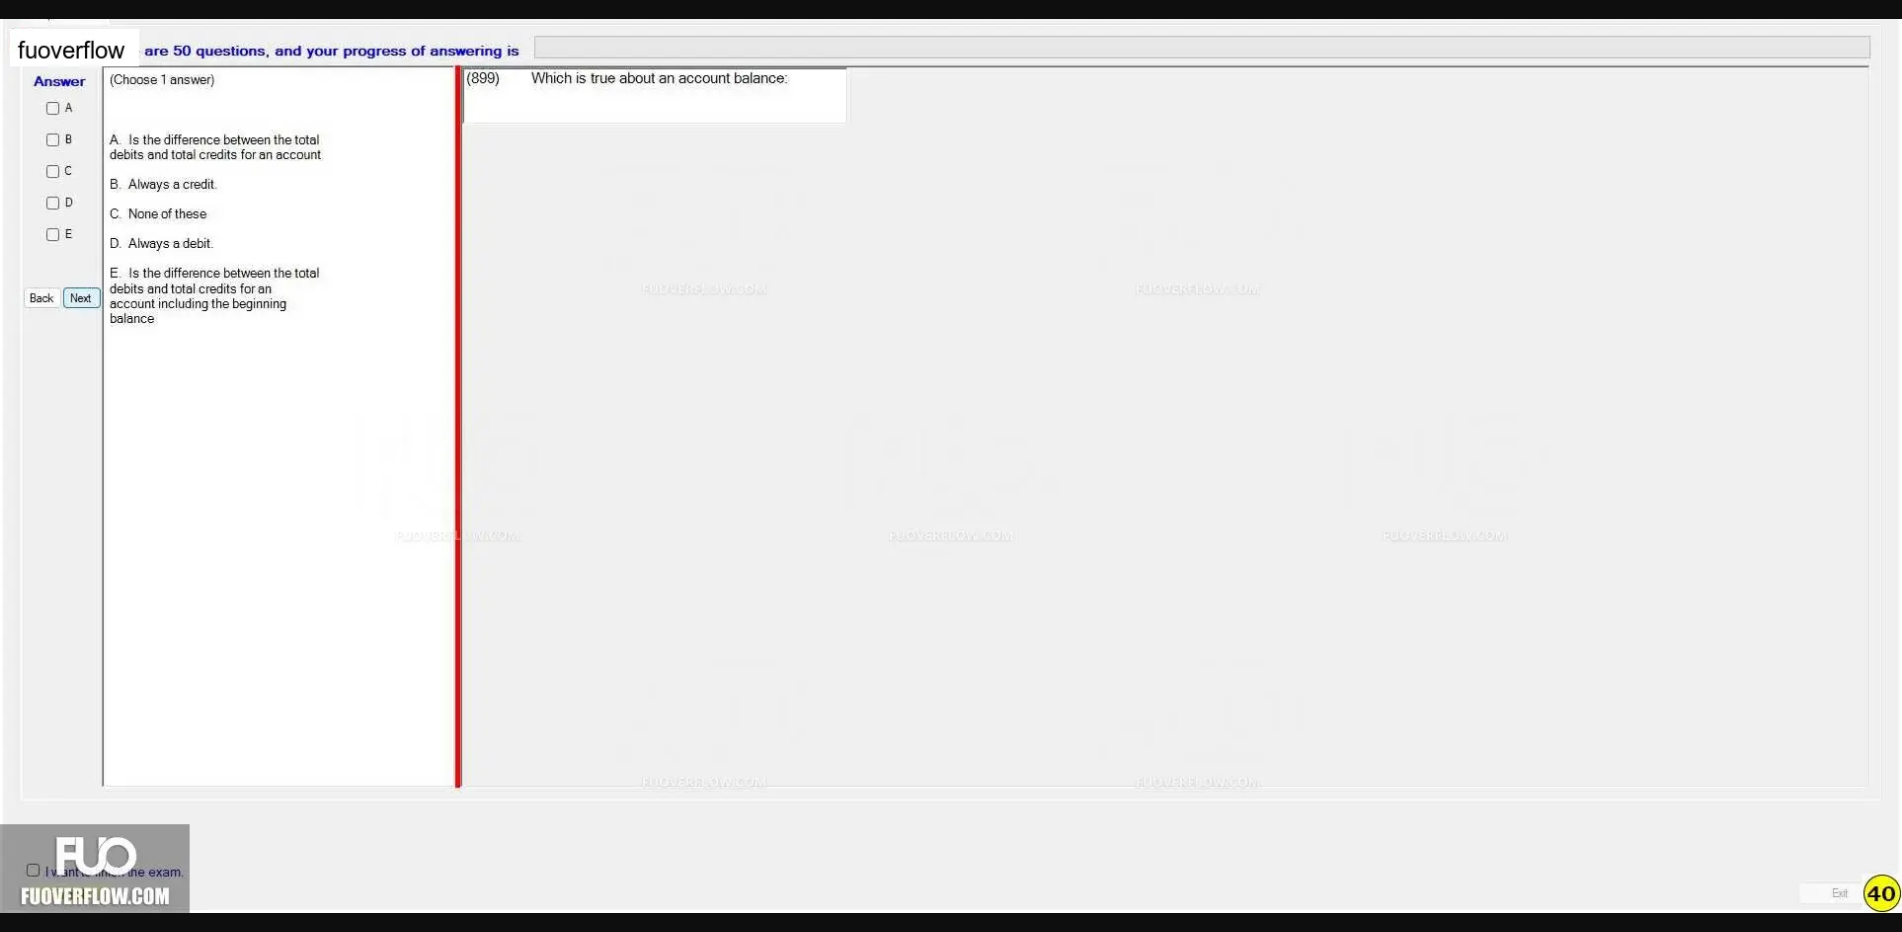 fuoverflow are 50 questions, and your progress of answering is
Answer
(Choose 1 answer)
(899) Which is true about an account balance:
A
B
C
D
E
Back
Next
A. Is the difference between the total
debits and total credits for an account
B. Always a credit.
C. None of these
D. Always a debit.
E. Is the difference between the total
debits and total credits for an
account including the beginning
balance
FUOVERFLOW.COM
FUOVERFLOW.COM
FUOVERFLOW.COM
FUOVERFLOW.COM
FUOVERFLOW.COM
FUOVERFLOW.COM
FUOVERFLOW.COM
FUO
I want the exam.
FUOVERFLOW.COM
Exit
40